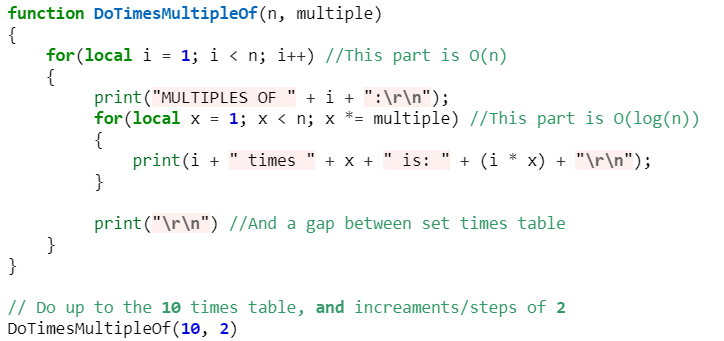 function DoTimesMultipleOf(n, multiple)
{
for(local i = 1; i < n; i++) //This part is O(n)
{
print("MULTIPLES OF " + i + ":\r\n");
for(local x = 1; x < n; x *= multiple) //This part is O(log(n))
{
print(i + " times " + x + " is: " + (i * x) + "\r\n");
}
print("\r\n") //And a gap between set times table
}
}
// Do up to the 10 times table, and increaments/steps of 2
DoTimesMultipleOf(10, 2)